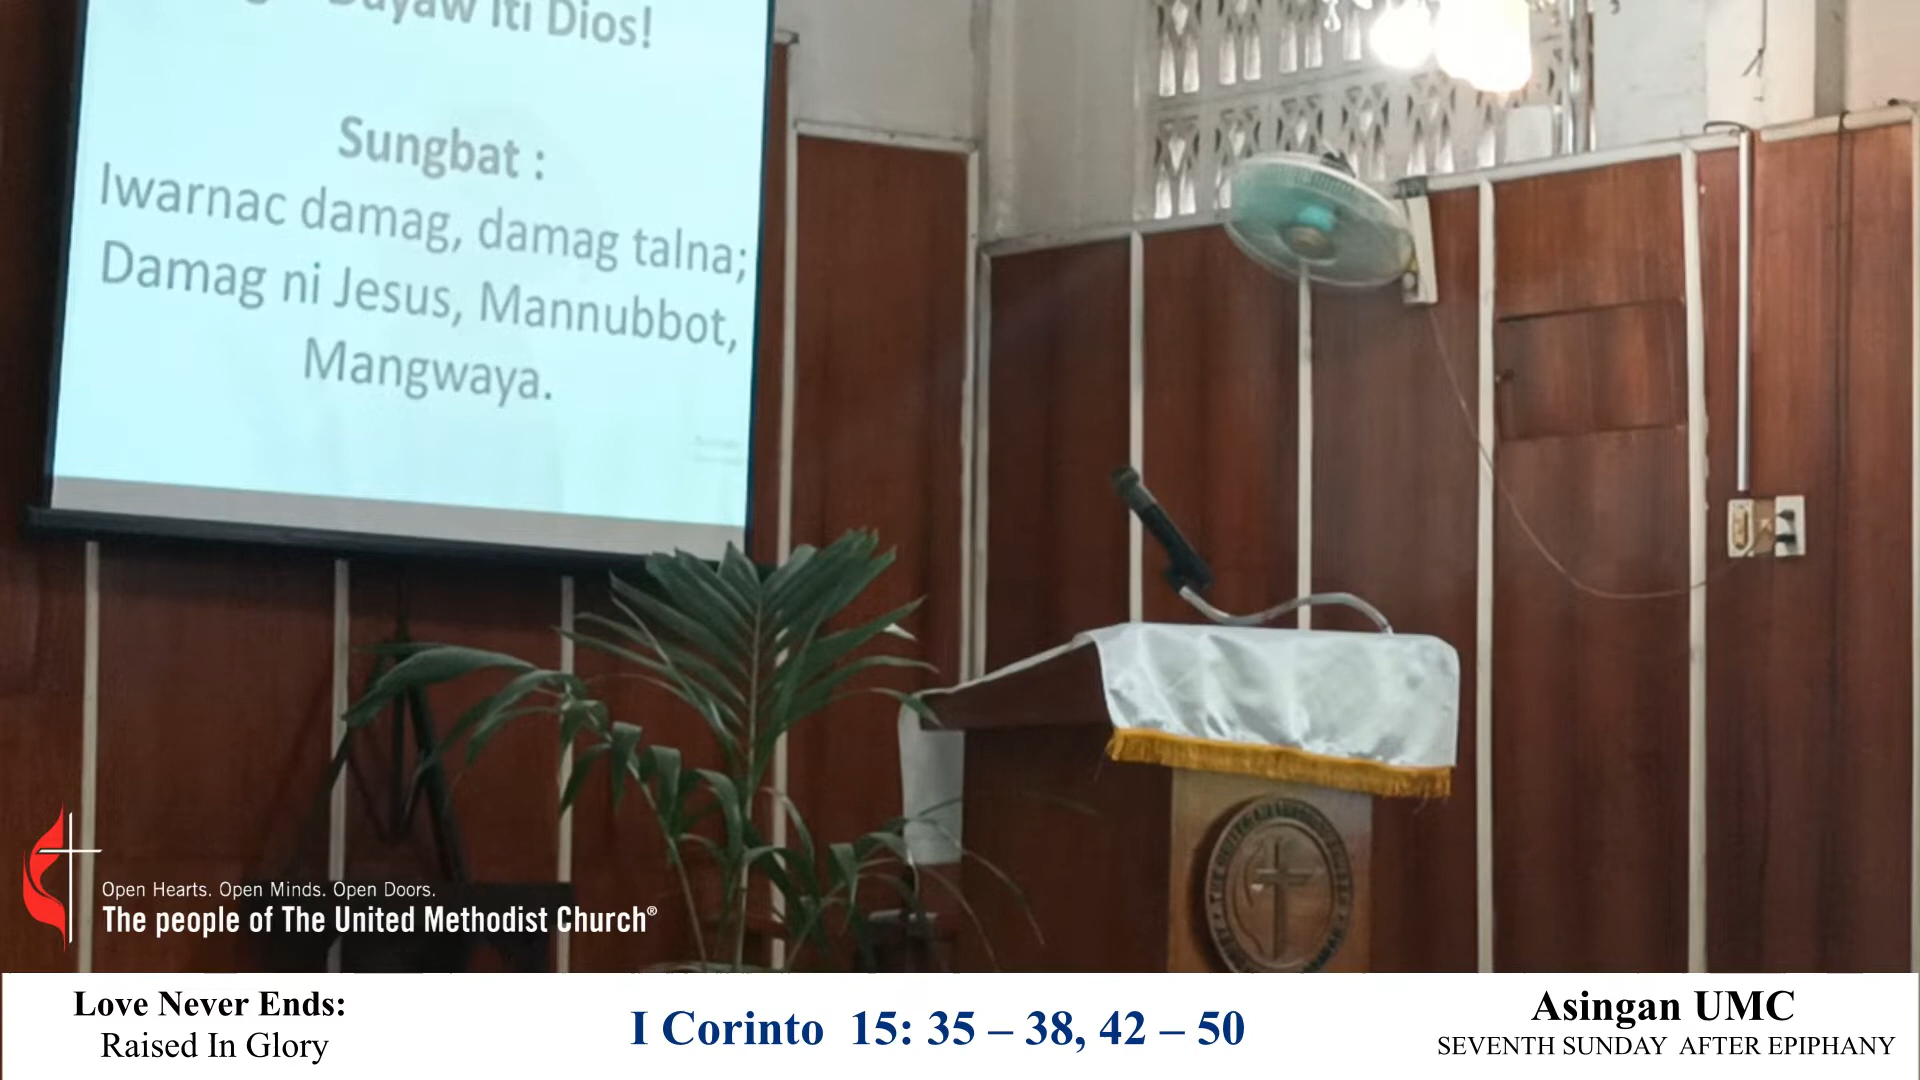 Dayaw iti Dios!
Sungbat :
Iwarnac damag, damag talna;
Damag ni Jesus, Mannubbot,
Mangwaya.
Open Hearts. Open Minds. Open Doors.
The people of The United Methodist Church®
Love Never Ends:
Raised In Glory
I Corinto 15: 35 – 38, 42 – 50
Asingan UMC
SEVENTH SUNDAY AFTER EPIPHANY